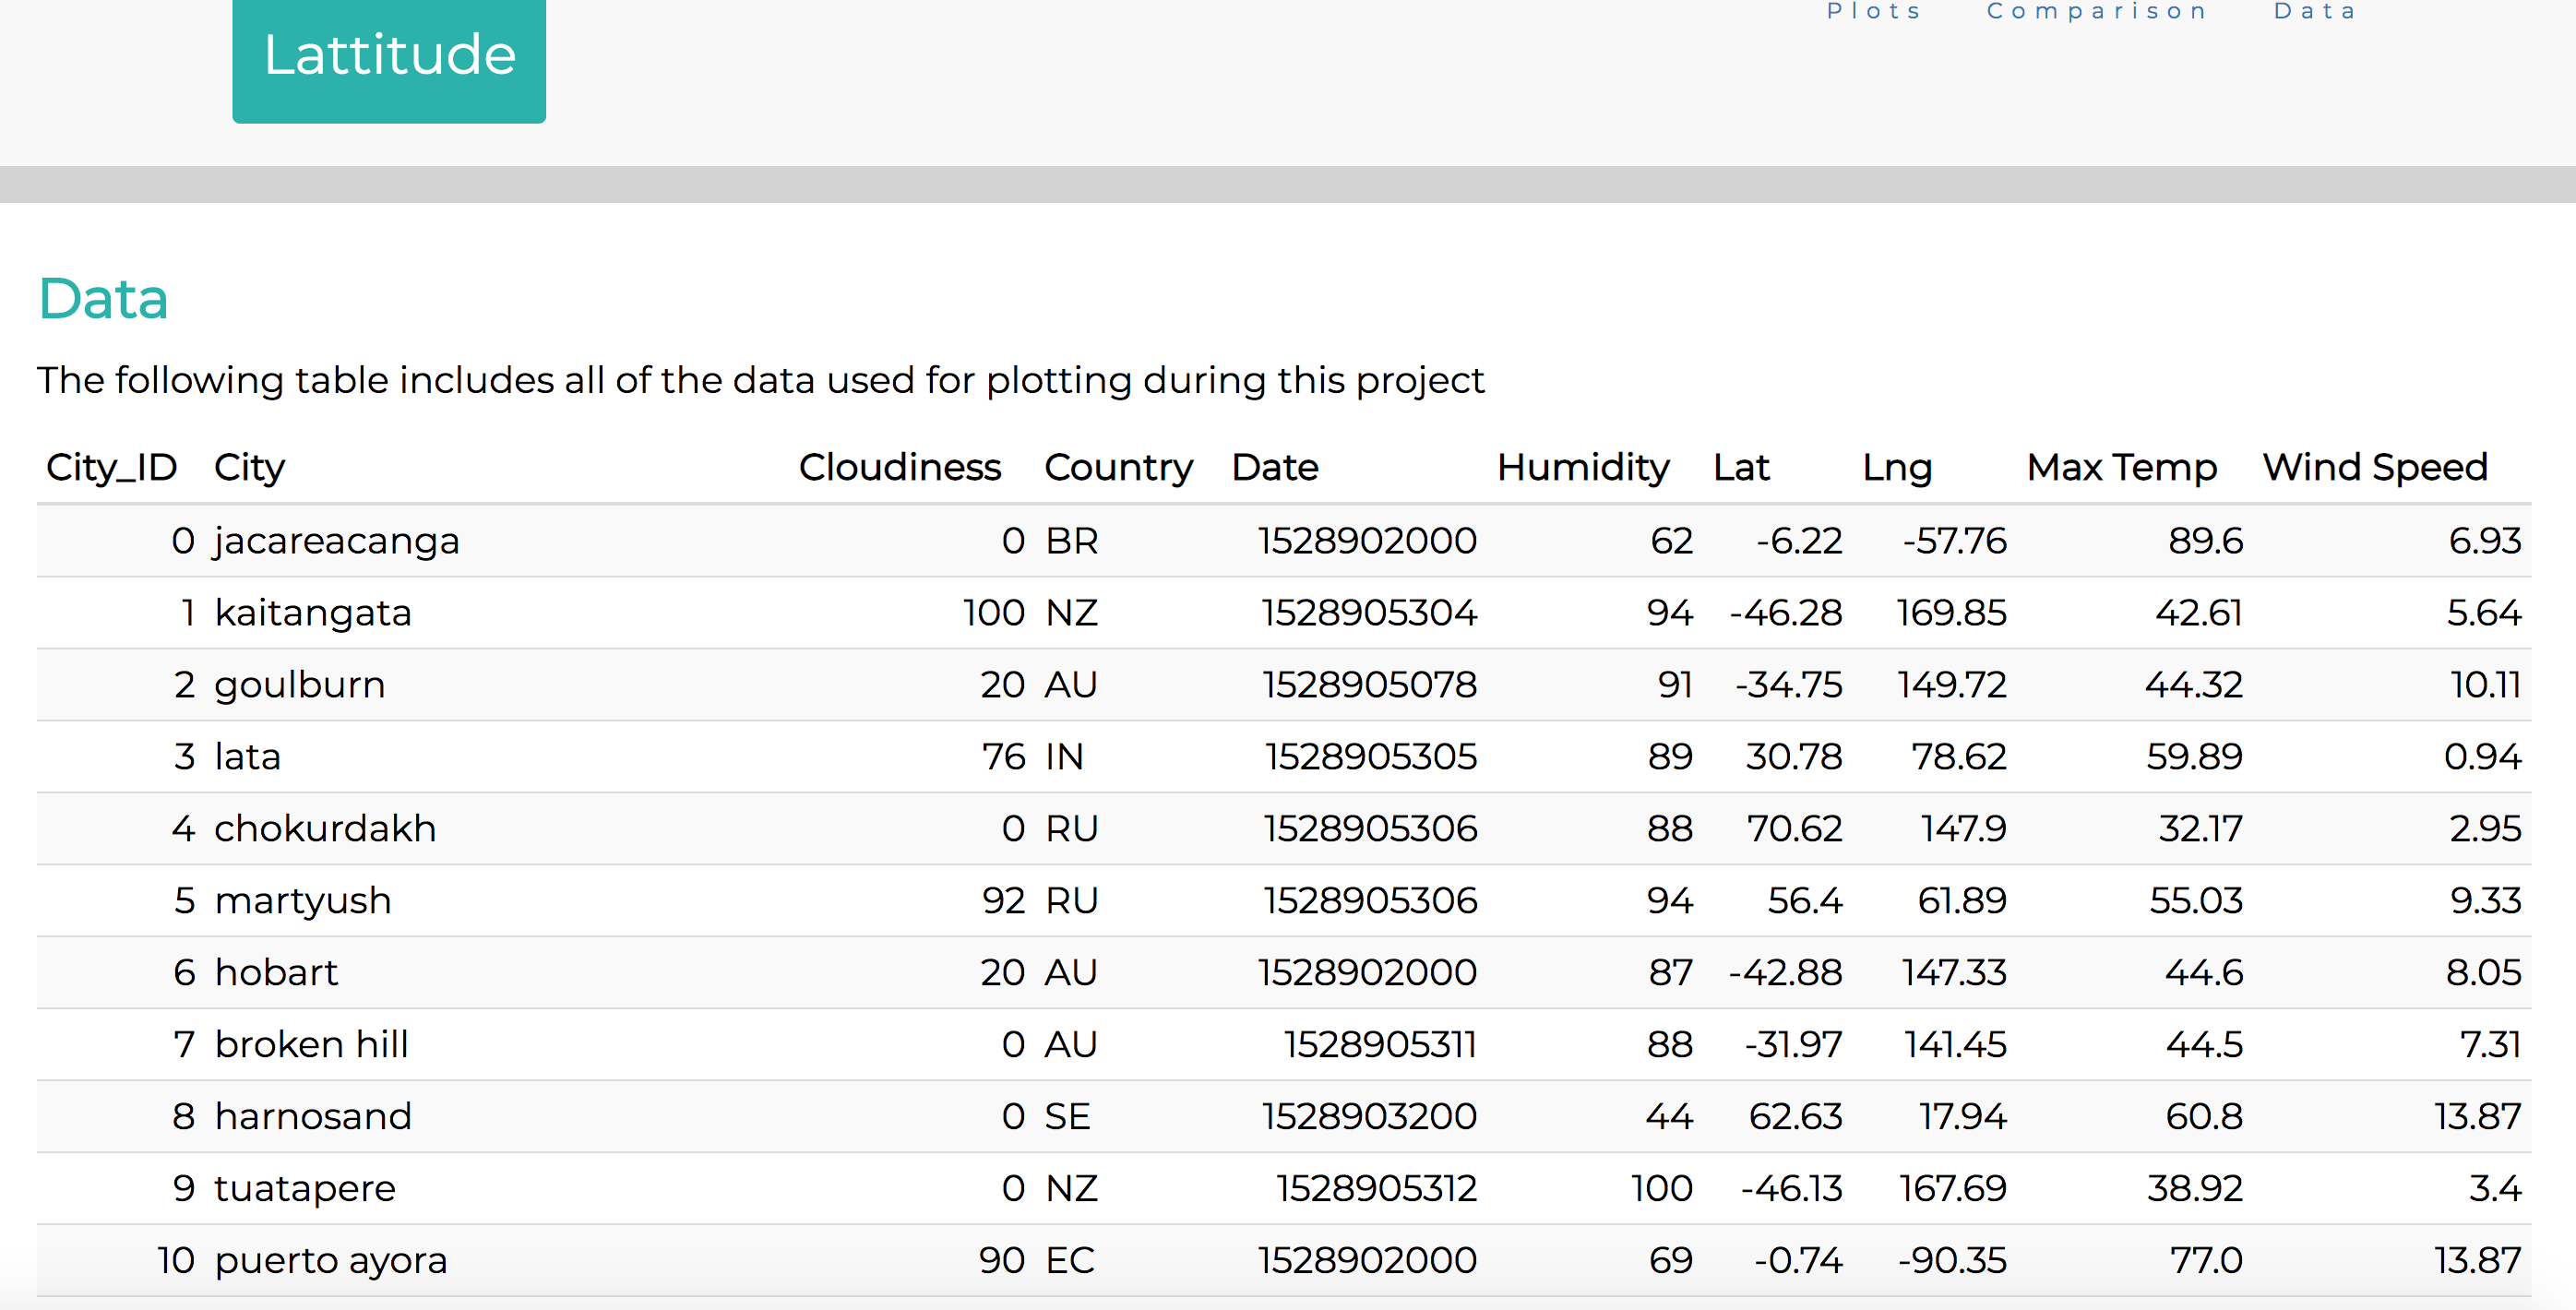 Lattitude
Plots Comparison Data
Data
The following table includes all of the data used for plotting during this project
City_ID City Cloudiness Country Date Humidity Lat Lng Max Temp Wind Speed
0 jacareacanga 0 BR 1528902000 62 -6.22 -57.76 89.6 6.93
1 kaitangata 100 NZ 1528905304 94 -46.28 169.85 42.61 5.64
2 goulburn 20 AU 1528905078 91 -34.75 149.72 44.32 10.11
3 lata 76 IN 1528905305 89 30.78 78.62 59.89 0.94
4 chokurdakh 0 RU 1528905306 88 70.62 147.9 32.17 2.95
5 martyush 92 RU 1528905306 94 56.4 61.89 55.03 9.33
6 hobart 20 AU 1528902000 87 -42.88 147.33 44.6 8.05
7 broken hill 0 AU 1528905311 88 -31.97 141.45 44.5 7.31
8 harnosand 0 SE 1528903200 44 62.63 17.94 60.8 13.87
9 tuatapere 0 NZ 1528905312 100 -46.13 167.69 38.92 3.4
10 puerto ayora 90 EC 1528902000 69 -0.74 -90.35 77.0 13.87